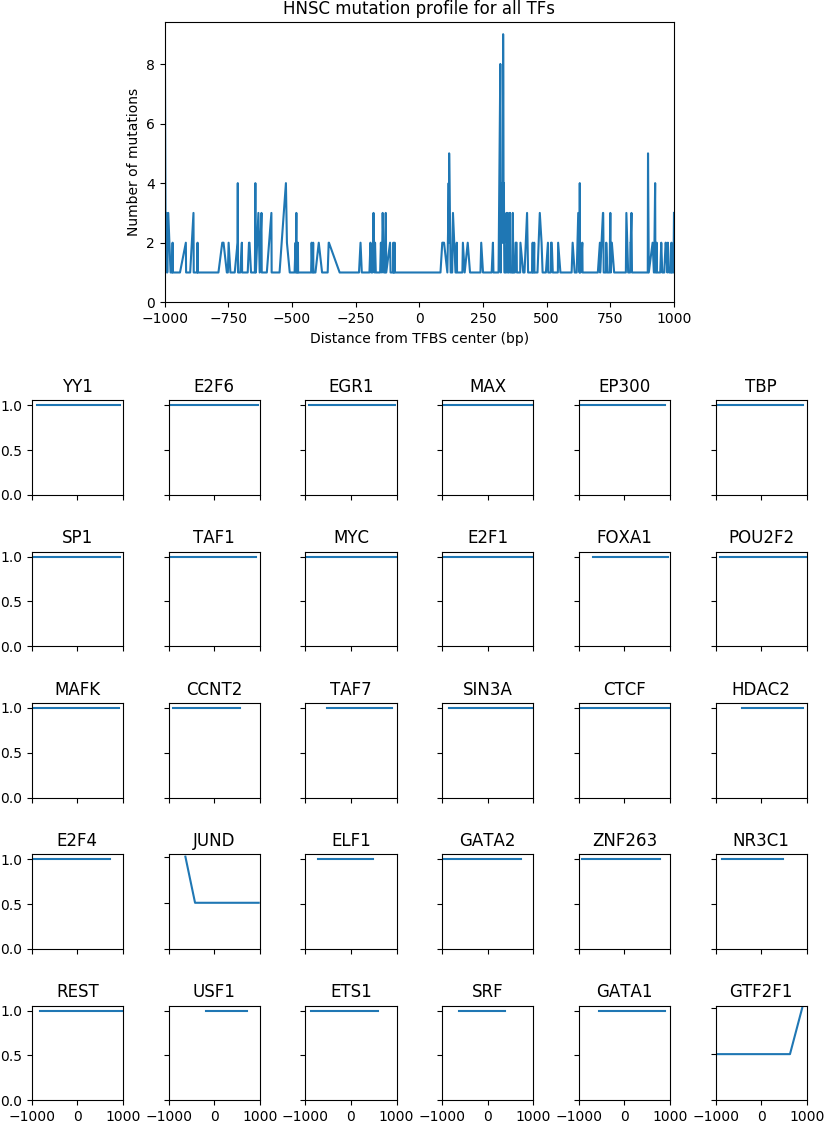 HNSC mutation profile for all TFs
8
6
4
2
0
Number of mutations
−1000 −750 −500 −250 0 250 500 750 1000
Distance from TFBS center (bp)
YY1 E2F6 EGR1 MAX EP300 TBP
1.0
0.5
0.0
SP1 TAF1 MYC E2F1 FOXA1 POU2F2
1.0
0.5
0.0
MAFK CCNT2 TAF7 SIN3A CTCF HDAC2
1.0
0.5
0.0
E2F4 JUND ELF1 GATA2 ZNF263 NR3C1
1.0
0.5
0.0
REST USF1 ETS1 SRF GATA1 GTF2F1
1.0
0.5
0.0
−1000 0 1000 −1000 0 1000 −1000 0 1000 −1000 0 1000 −1000 0 1000 −1000 0 1000